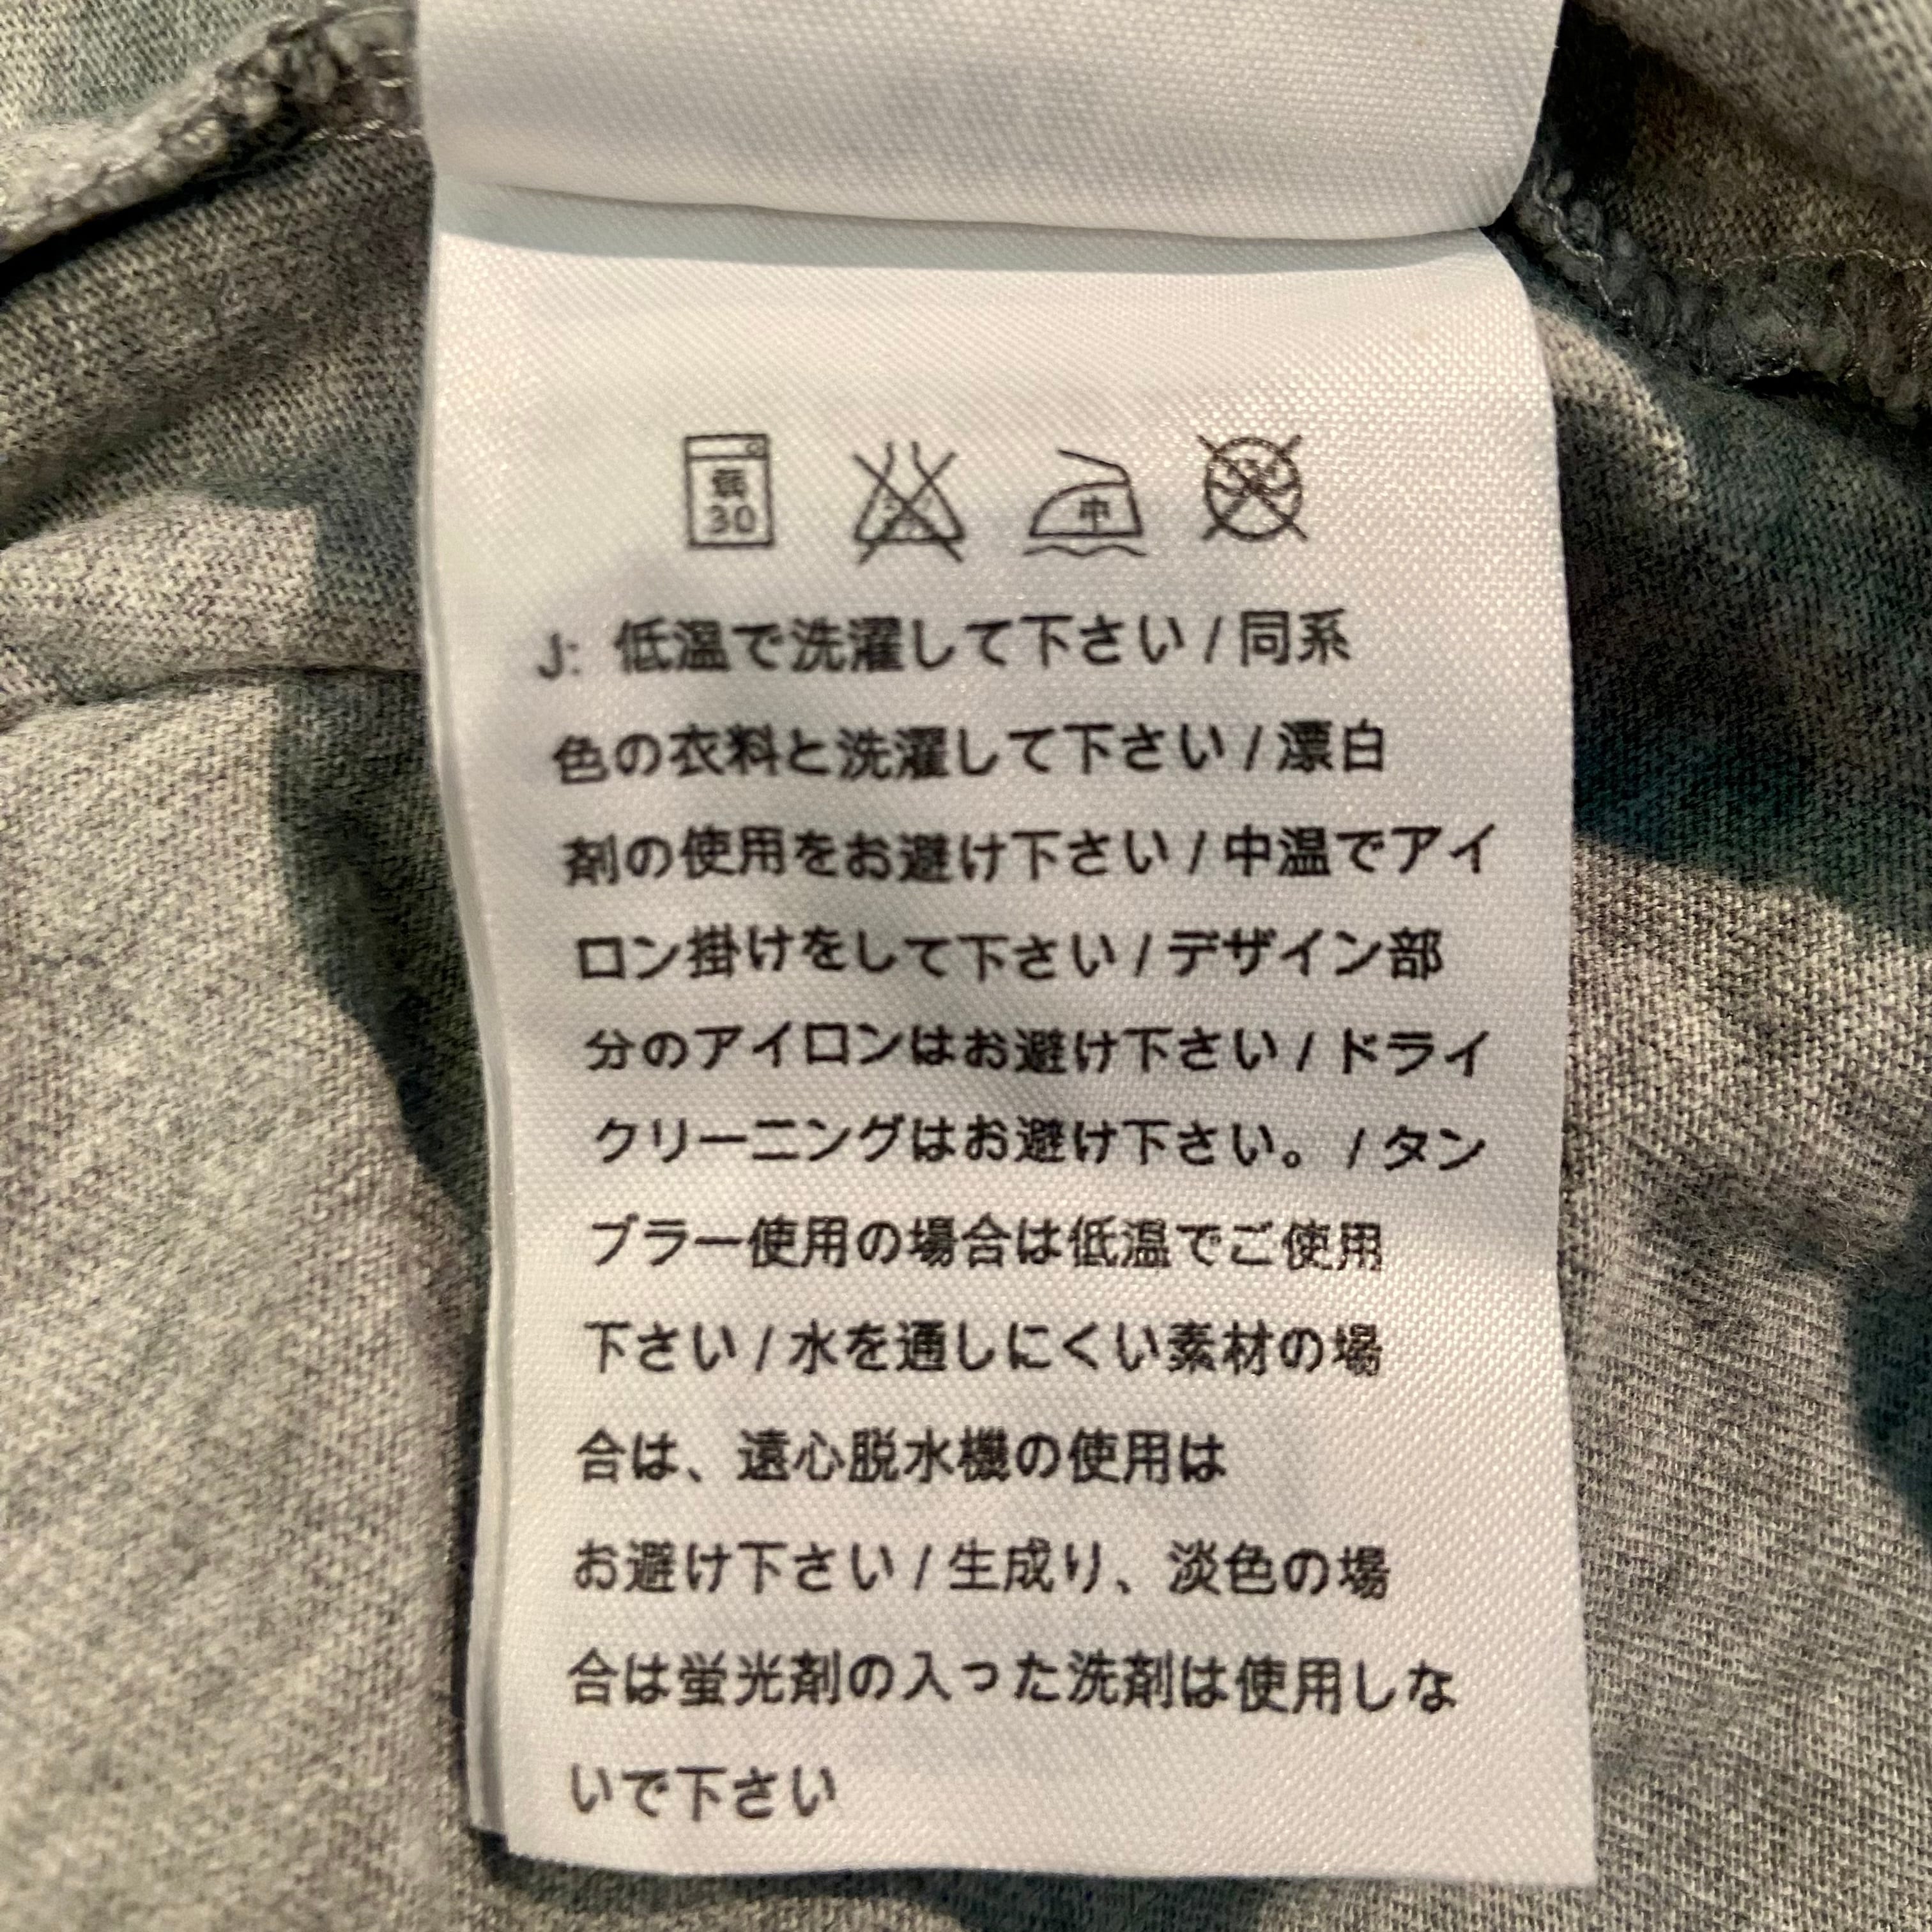 弱
30
中
J: 低温で洗濯して下さい / 同系
色の衣料と洗濯して下さい / 漂白
剤の使用をお避け下さい / 中温でアイ
ロン掛けをして下さい / デザイン部
分のアイロンはお避け下さい / ドライ
クリーニングはお避け下さい。 / タン
ブラー使用の場合は低温でご使用
下さい / 水を通しにくい素材の場
合は、遠心脱水機の使用は
お避け下さい / 生成り、淡色の場
合は蛍光剤の入った洗剤は使用しな
いで下さい